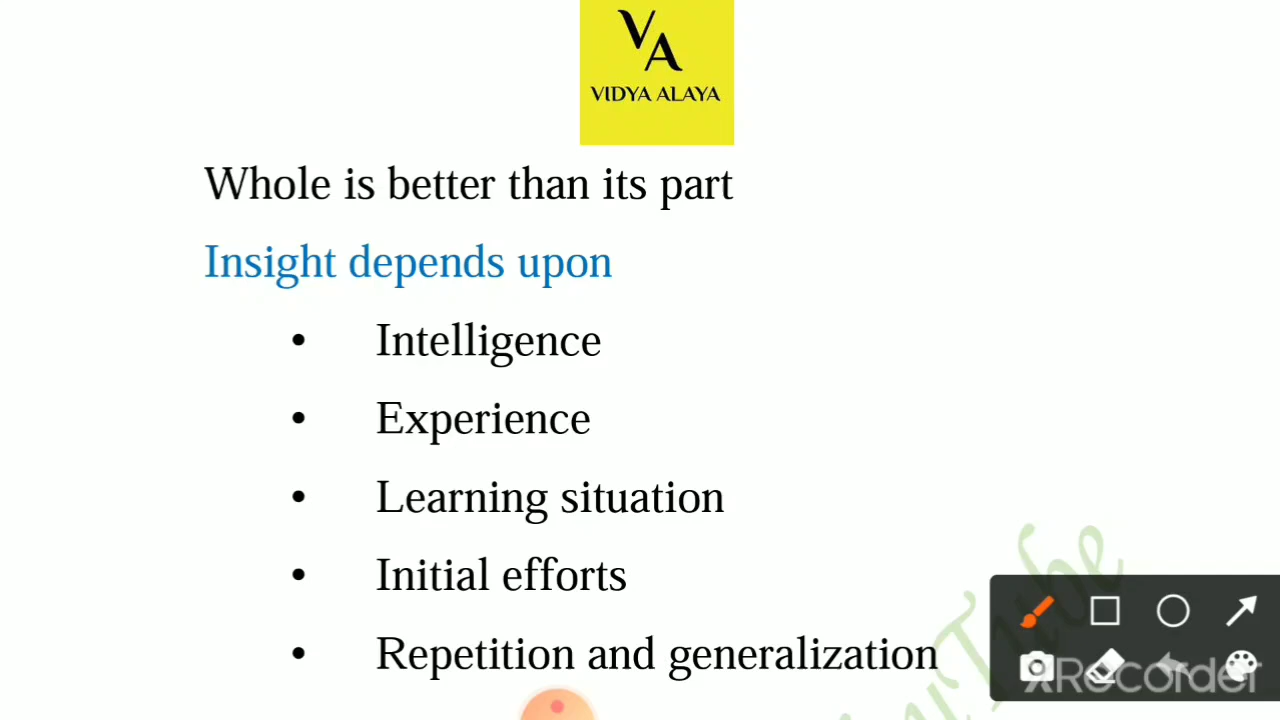 VA
VIDYA ALAYA
Whole is better than its part
Insight depends upon
• Intelligence
• Experience
• Learning situation
• Initial efforts
• Repetition and generalization
XRecorder